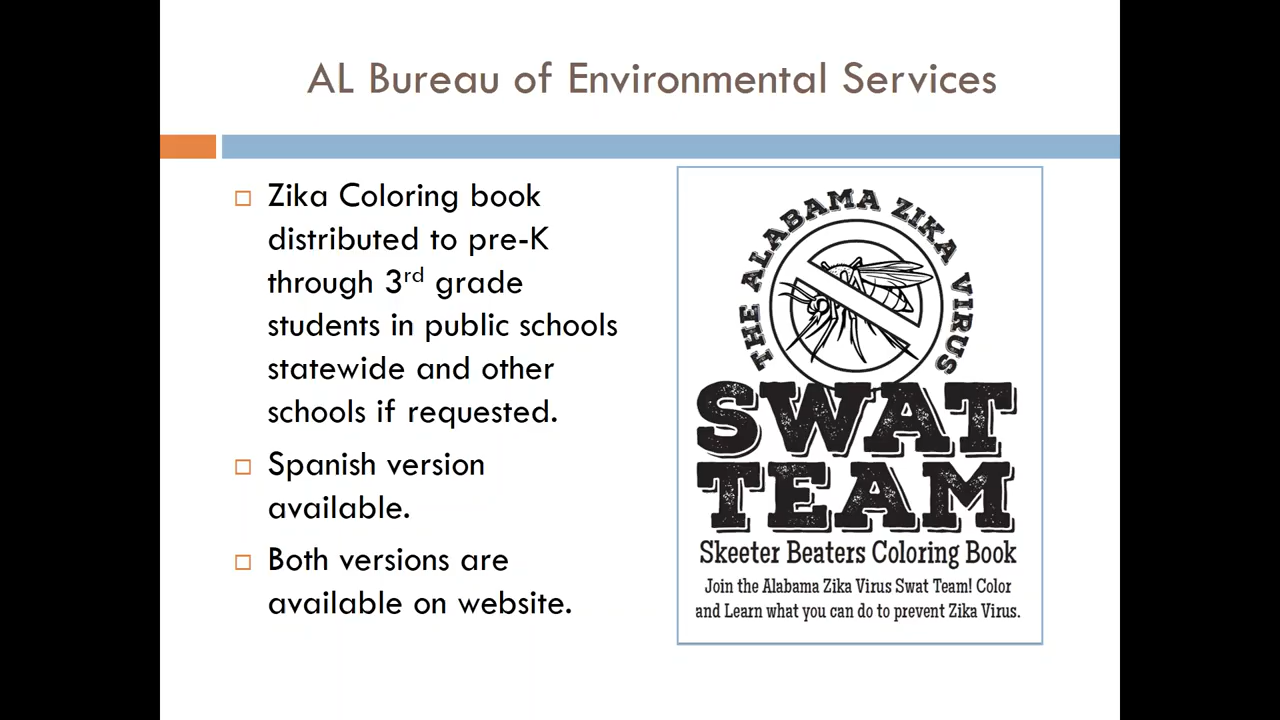 AL Bureau of Environmental Services
Zika Coloring book
distributed to pre-K
through 3rd grade
students in public schools
statewide and other
schools if requested.
Spanish version
available.
Both versions are
available on website.
THE ALABAMA ZIKA VIRUS
SWAT
TEAM
Skeeter Beaters Coloring Book
Join the Alabama Zika Virus Swat Team! Color
and Learn what you can do to prevent Zika Virus.